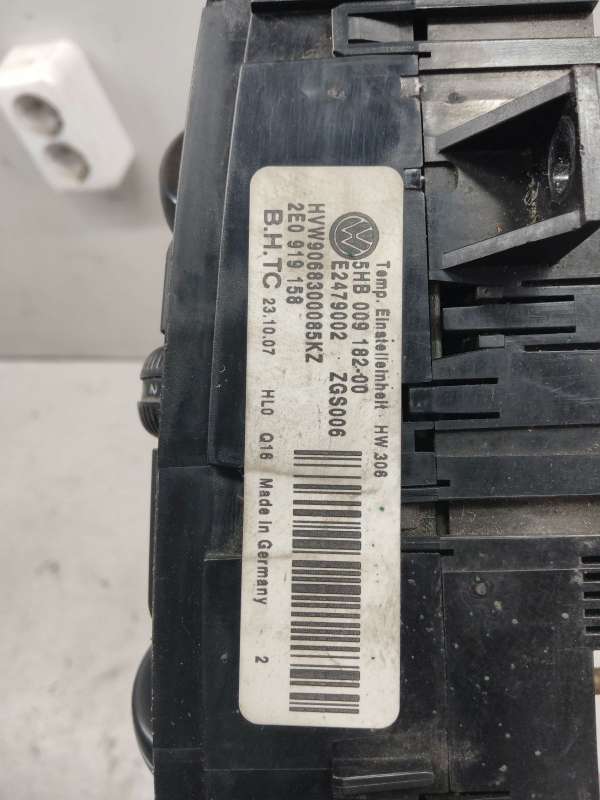 Temp. Einstelleinheit · HW 306
5HB 009 182-00
E2479002 ZGS006
HVW9068300085KZ
2E0 919 158
B.H.TC 23.10.07 HL0 Q16 Made in Germany 2